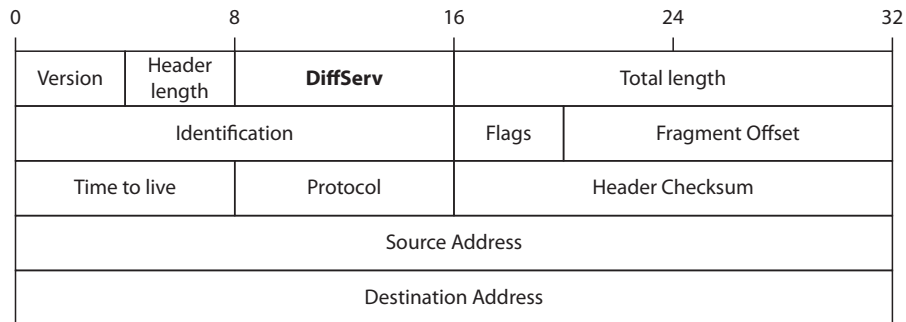 0 8 16 24 32
Version Header length DiffServ Total length
Identification Flags Fragment Offset
Time to live Protocol Header Checksum
Source Address
Destination Address